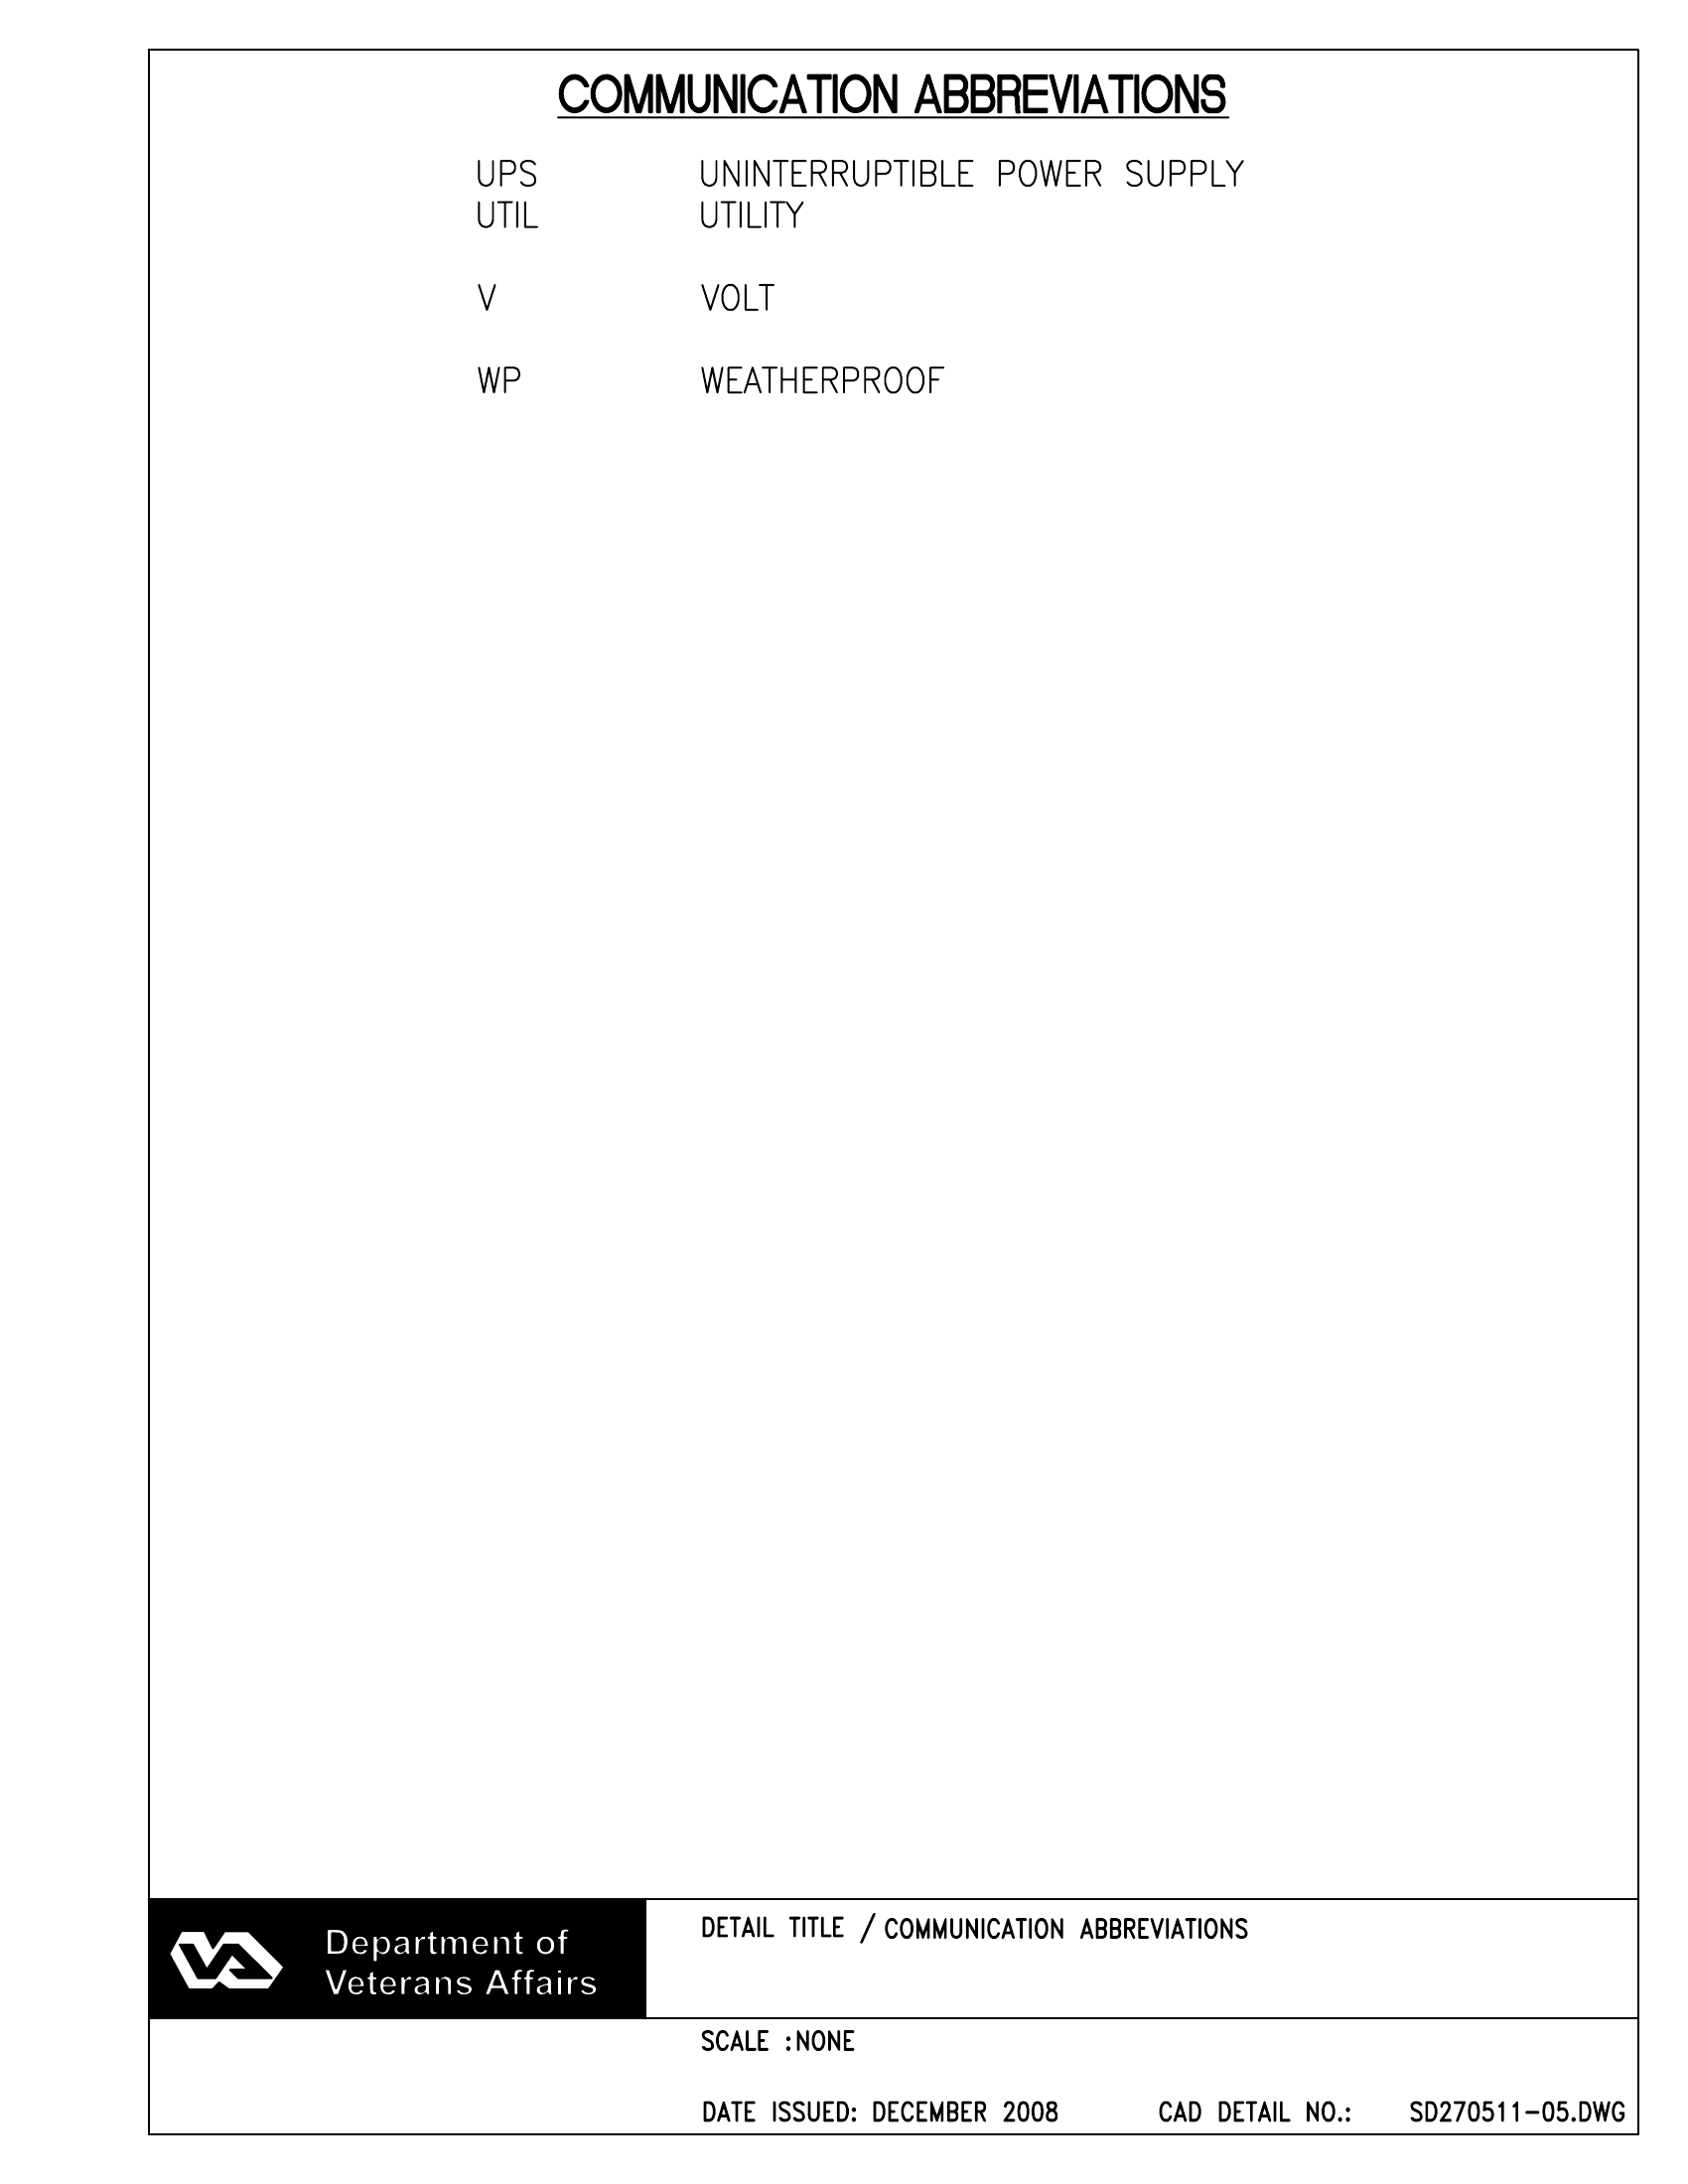 COMMUNICATION ABBREVIATIONS
UPS UNINTERRUPTIBLE POWER SUPPLY
UTIL UTILITY
V VOLT
WP WEATHERPROOF
Department of
Veterans Affairs
DETAIL TITLE / COMMUNICATION ABBREVIATIONS
SCALE :NONE
DATE ISSUED: DECEMBER 2008 CAD DETAIL NO.: SD270511-05.DWG